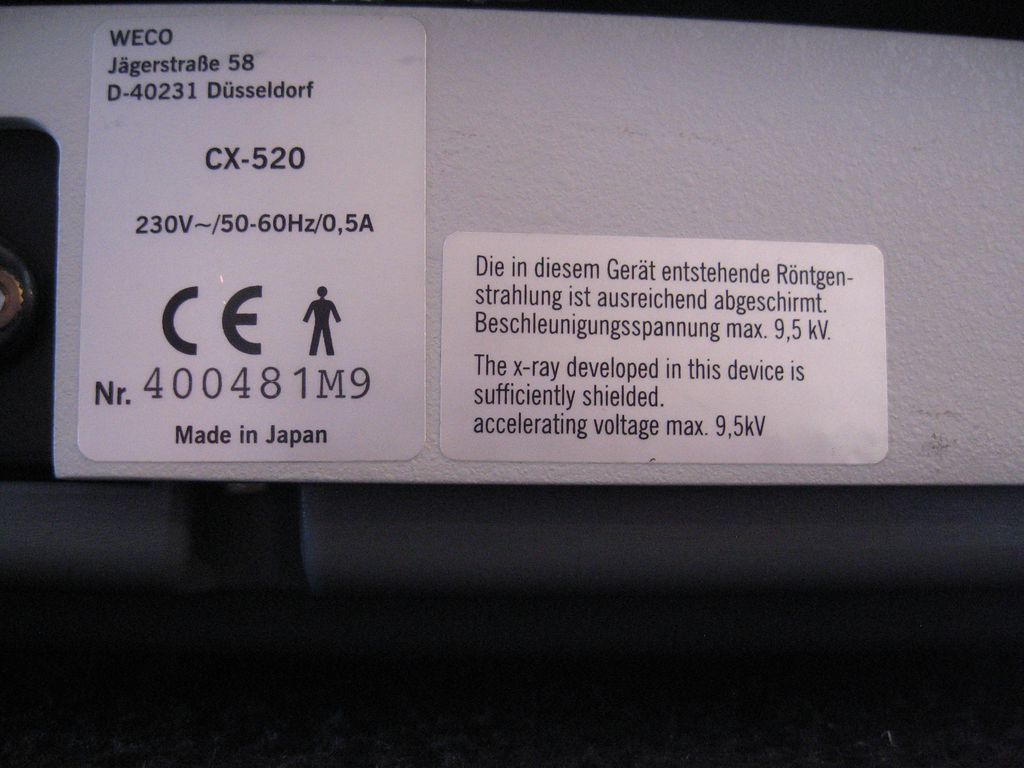 WECO
Jägerstraße 58
D-40231 Düsseldorf
CX-520
230V~/50-60Hz/0,5A
CE
Nr. 400481M9
Made in Japan
Die in diesem Gerät entstehende Röntgen-
strahlung ist ausreichend abgeschirmt.
Beschleunigungsspannung max. 9,5 kV.
The x-ray developed in this device is
sufficiently shielded.
accelerating voltage max. 9,5kV